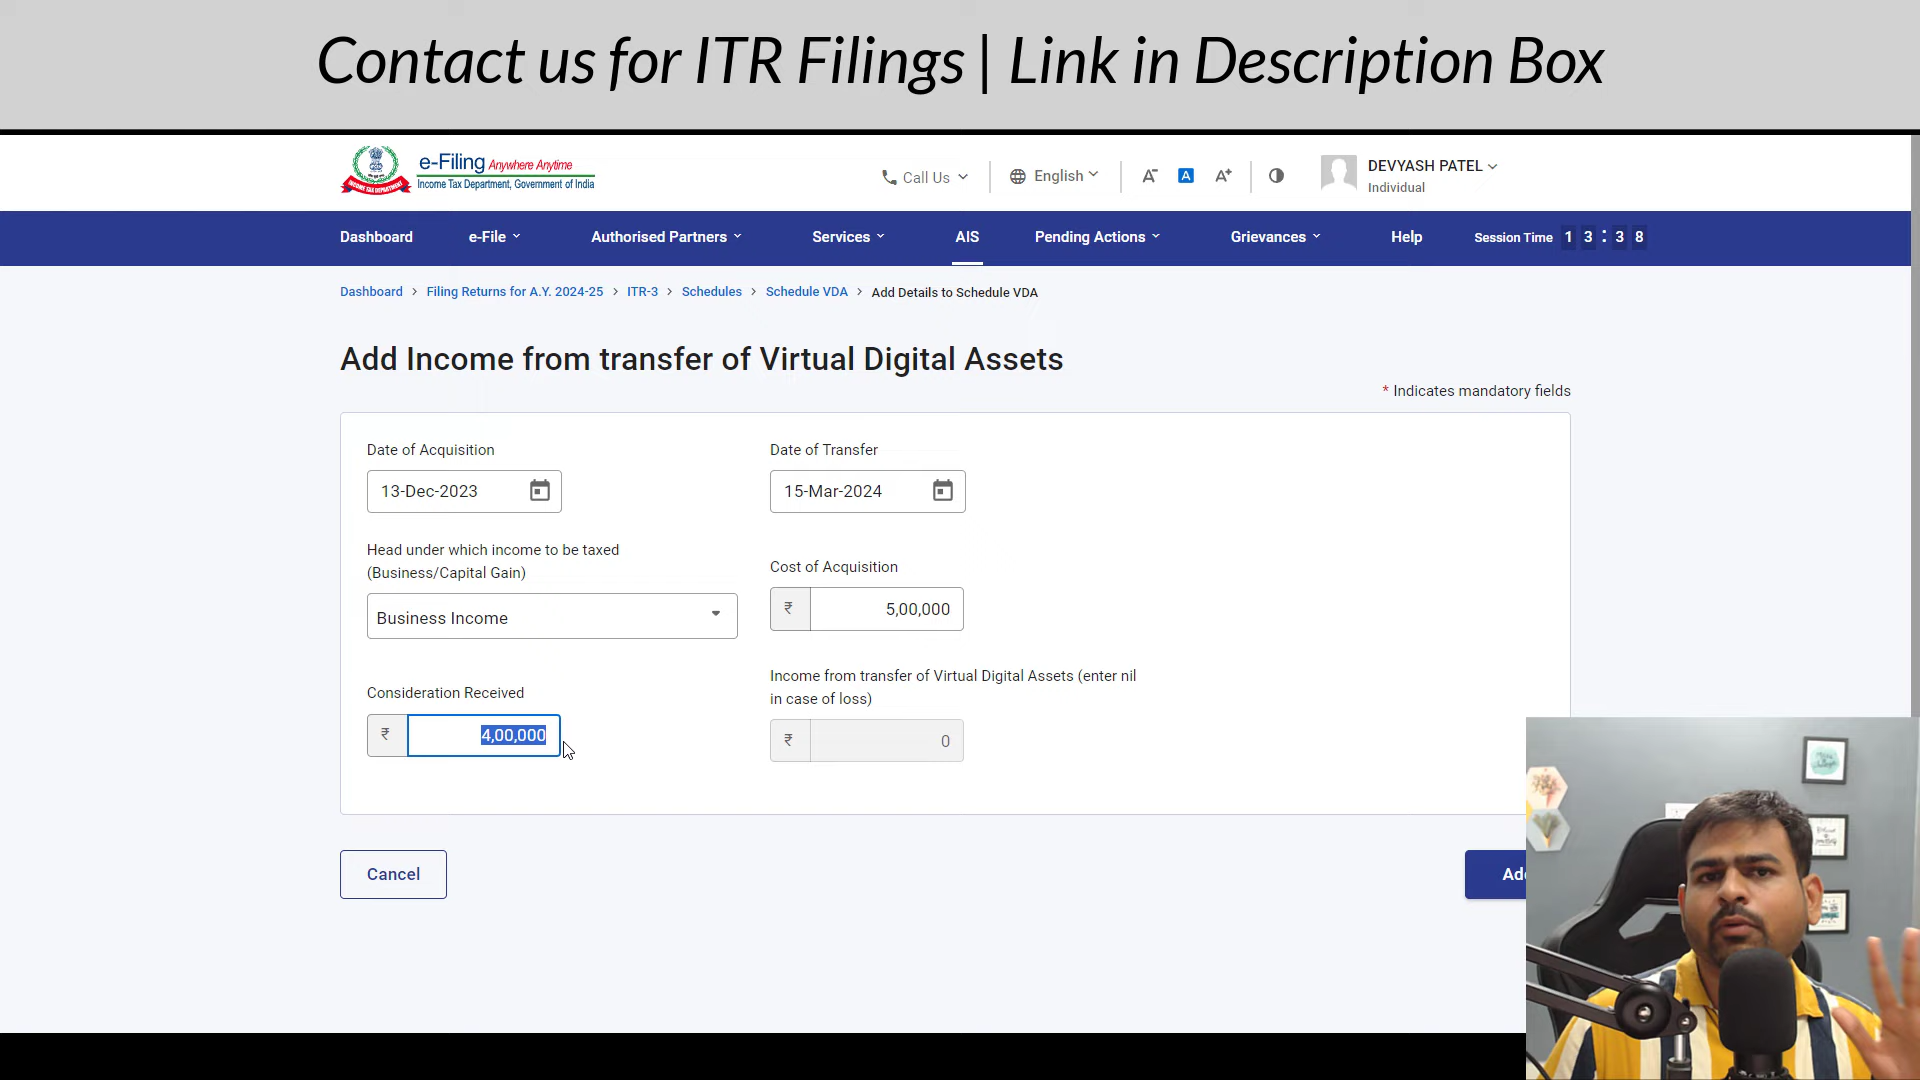 Contact us for ITR Filings | Link in Description Box
e-Filing Anywhere Anytime
Income Tax Department, Government of India
Call Us
English
A-
A
A+
DEVYASH PATEL
Individual
Dashboard
e-File
Authorised Partners
Services
AIS
Pending Actions
Grievances
Help
Session Time 1 3 : 3 8
Dashboard > Filing Returns for A.Y. 2024-25 > ITR-3 > Schedules > Schedule VDA > Add Details to Schedule VDA
Add Income from transfer of Virtual Digital Assets
* Indicates mandatory fields
Date of Acquisition
13-Dec-2023
Date of Transfer
15-Mar-2024
Head under which income to be taxed
(Business/Capital Gain)
Business Income
Cost of Acquisition
₹ 5,00,000
Consideration Received
₹ 4,00,000
Income from transfer of Virtual Digital Assets (enter nil
in case of loss)
₹ 0
Cancel